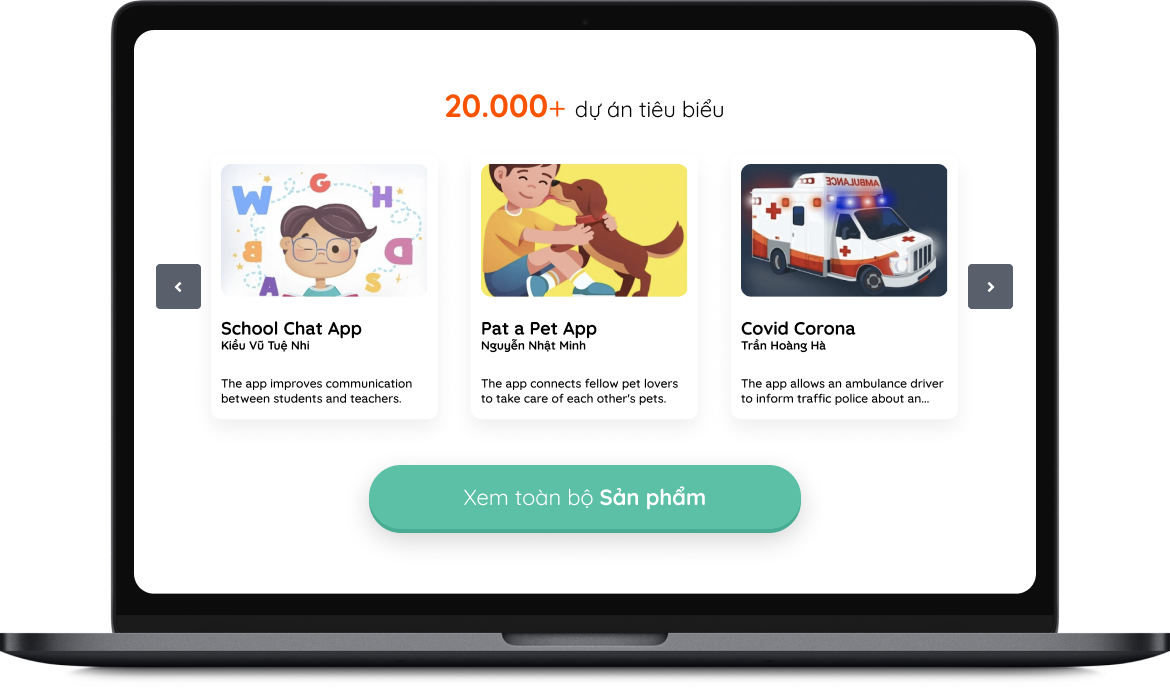 20.000+ dự án tiêu biểu
W G H
B D
A S
AMBULANCE
School Chat App
Kiều Vũ Tuệ Nhi
The app improves communication
between students and teachers.
Pat a Pet App
Nguyễn Nhật Minh
The app connects fellow pet lovers
to take care of each other's pets.
Covid Corona
Trần Hoàng Hà
The app allows an ambulance driver
to inform traffic police about an...
Xem toàn bộ Sản phẩm